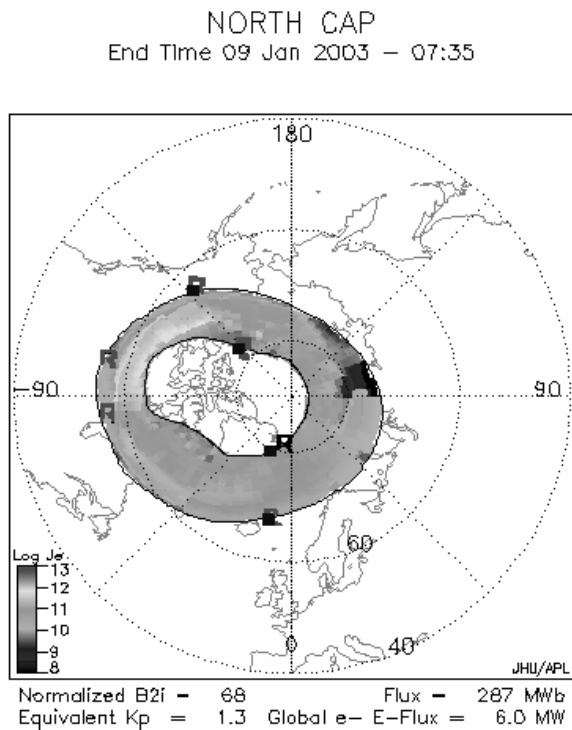 NORTH CAP
End Time 09 Jan 2003 - 07:35
180
R
R
R
-90
90
R
R
60
Log Je
13
12
11
10
9
8
0
40
JHU/APL
Normalized B2i = 68 Flux = 287 MWb
Equivalent Kp = 1.3 Global e- E-Flux = 6.0 MW